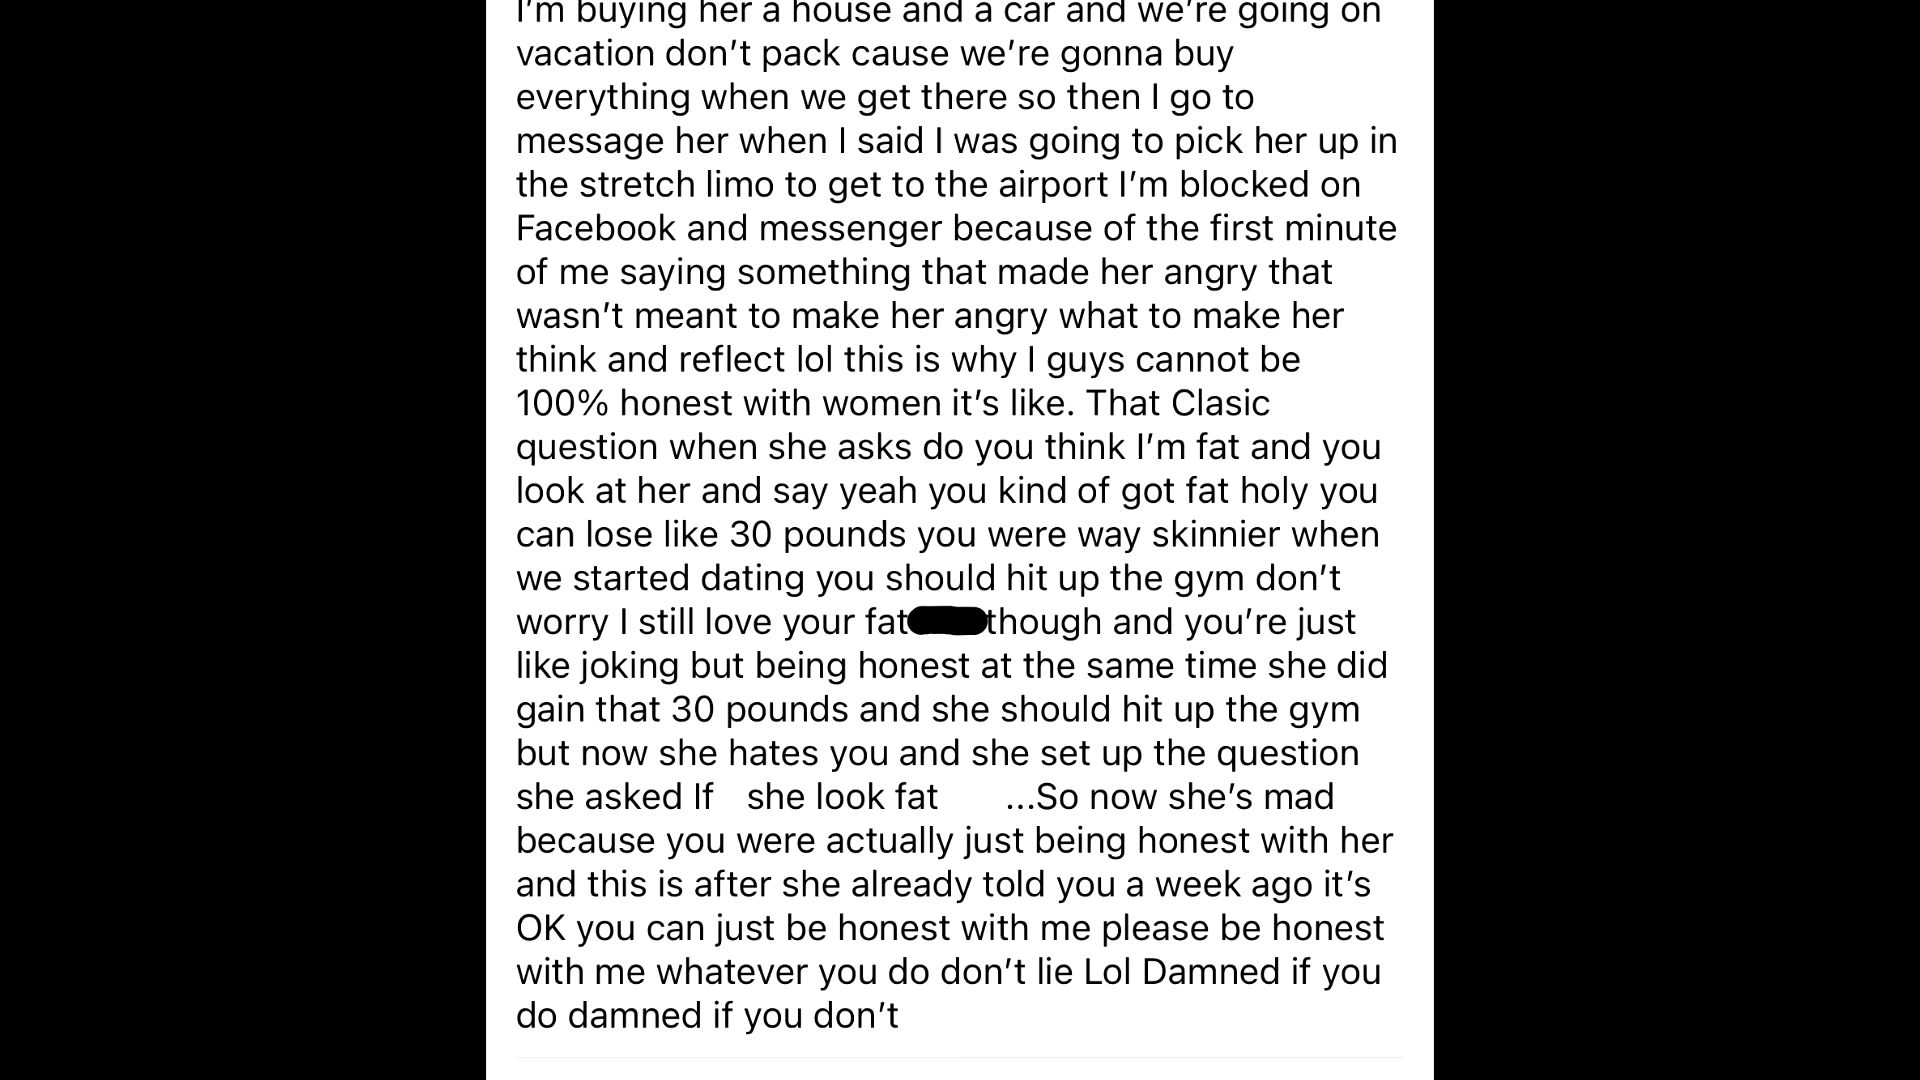 I'm buying her a house and a car and we're going on
vacation don't pack cause we're gonna buy
everything when we get there so then I go to
message her when I said I was going to pick her up in
the stretch limo to get to the airport I'm blocked on
Facebook and messenger because of the first minute
of me saying something that made her angry that
wasn't meant to make her angry what to make her
think and reflect lol this is why I guys cannot be
100% honest with women it's like. That Clasic
question when she asks do you think I'm fat and you
look at her and say yeah you kind of got fat holy you
can lose like 30 pounds you were way skinnier when
we started dating you should hit up the gym don't
worry I still love your fat though and you're just
like joking but being honest at the same time she did
gain that 30 pounds and she should hit up the gym
but now she hates you and she set up the question
she asked If she look fat ...So now she's mad
because you were actually just being honest with her
and this is after she already told you a week ago it's
OK you can just be honest with me please be honest
with me whatever you do don't lie Lol Damned if you
do damned if you don't